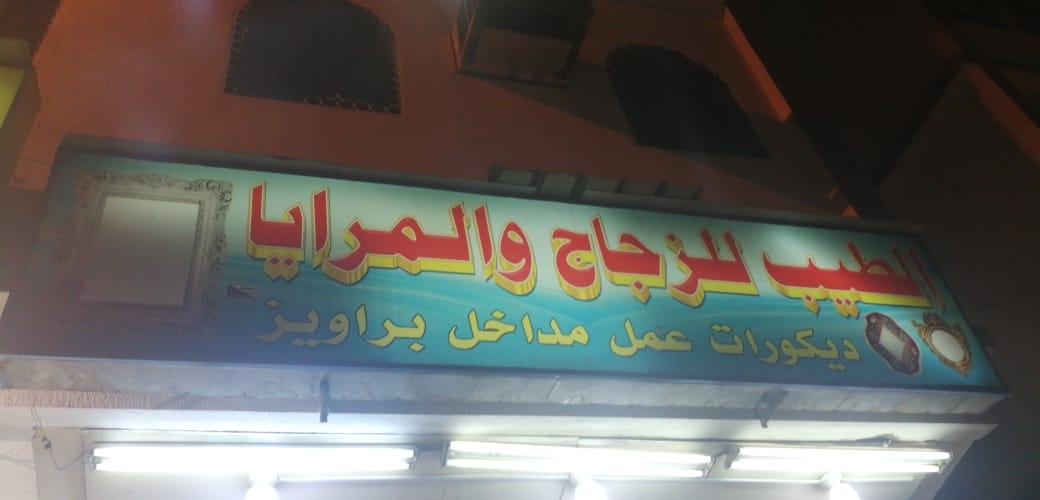 الطيب للزجاج والمرايا
ديكورات عمل مداخل براويز